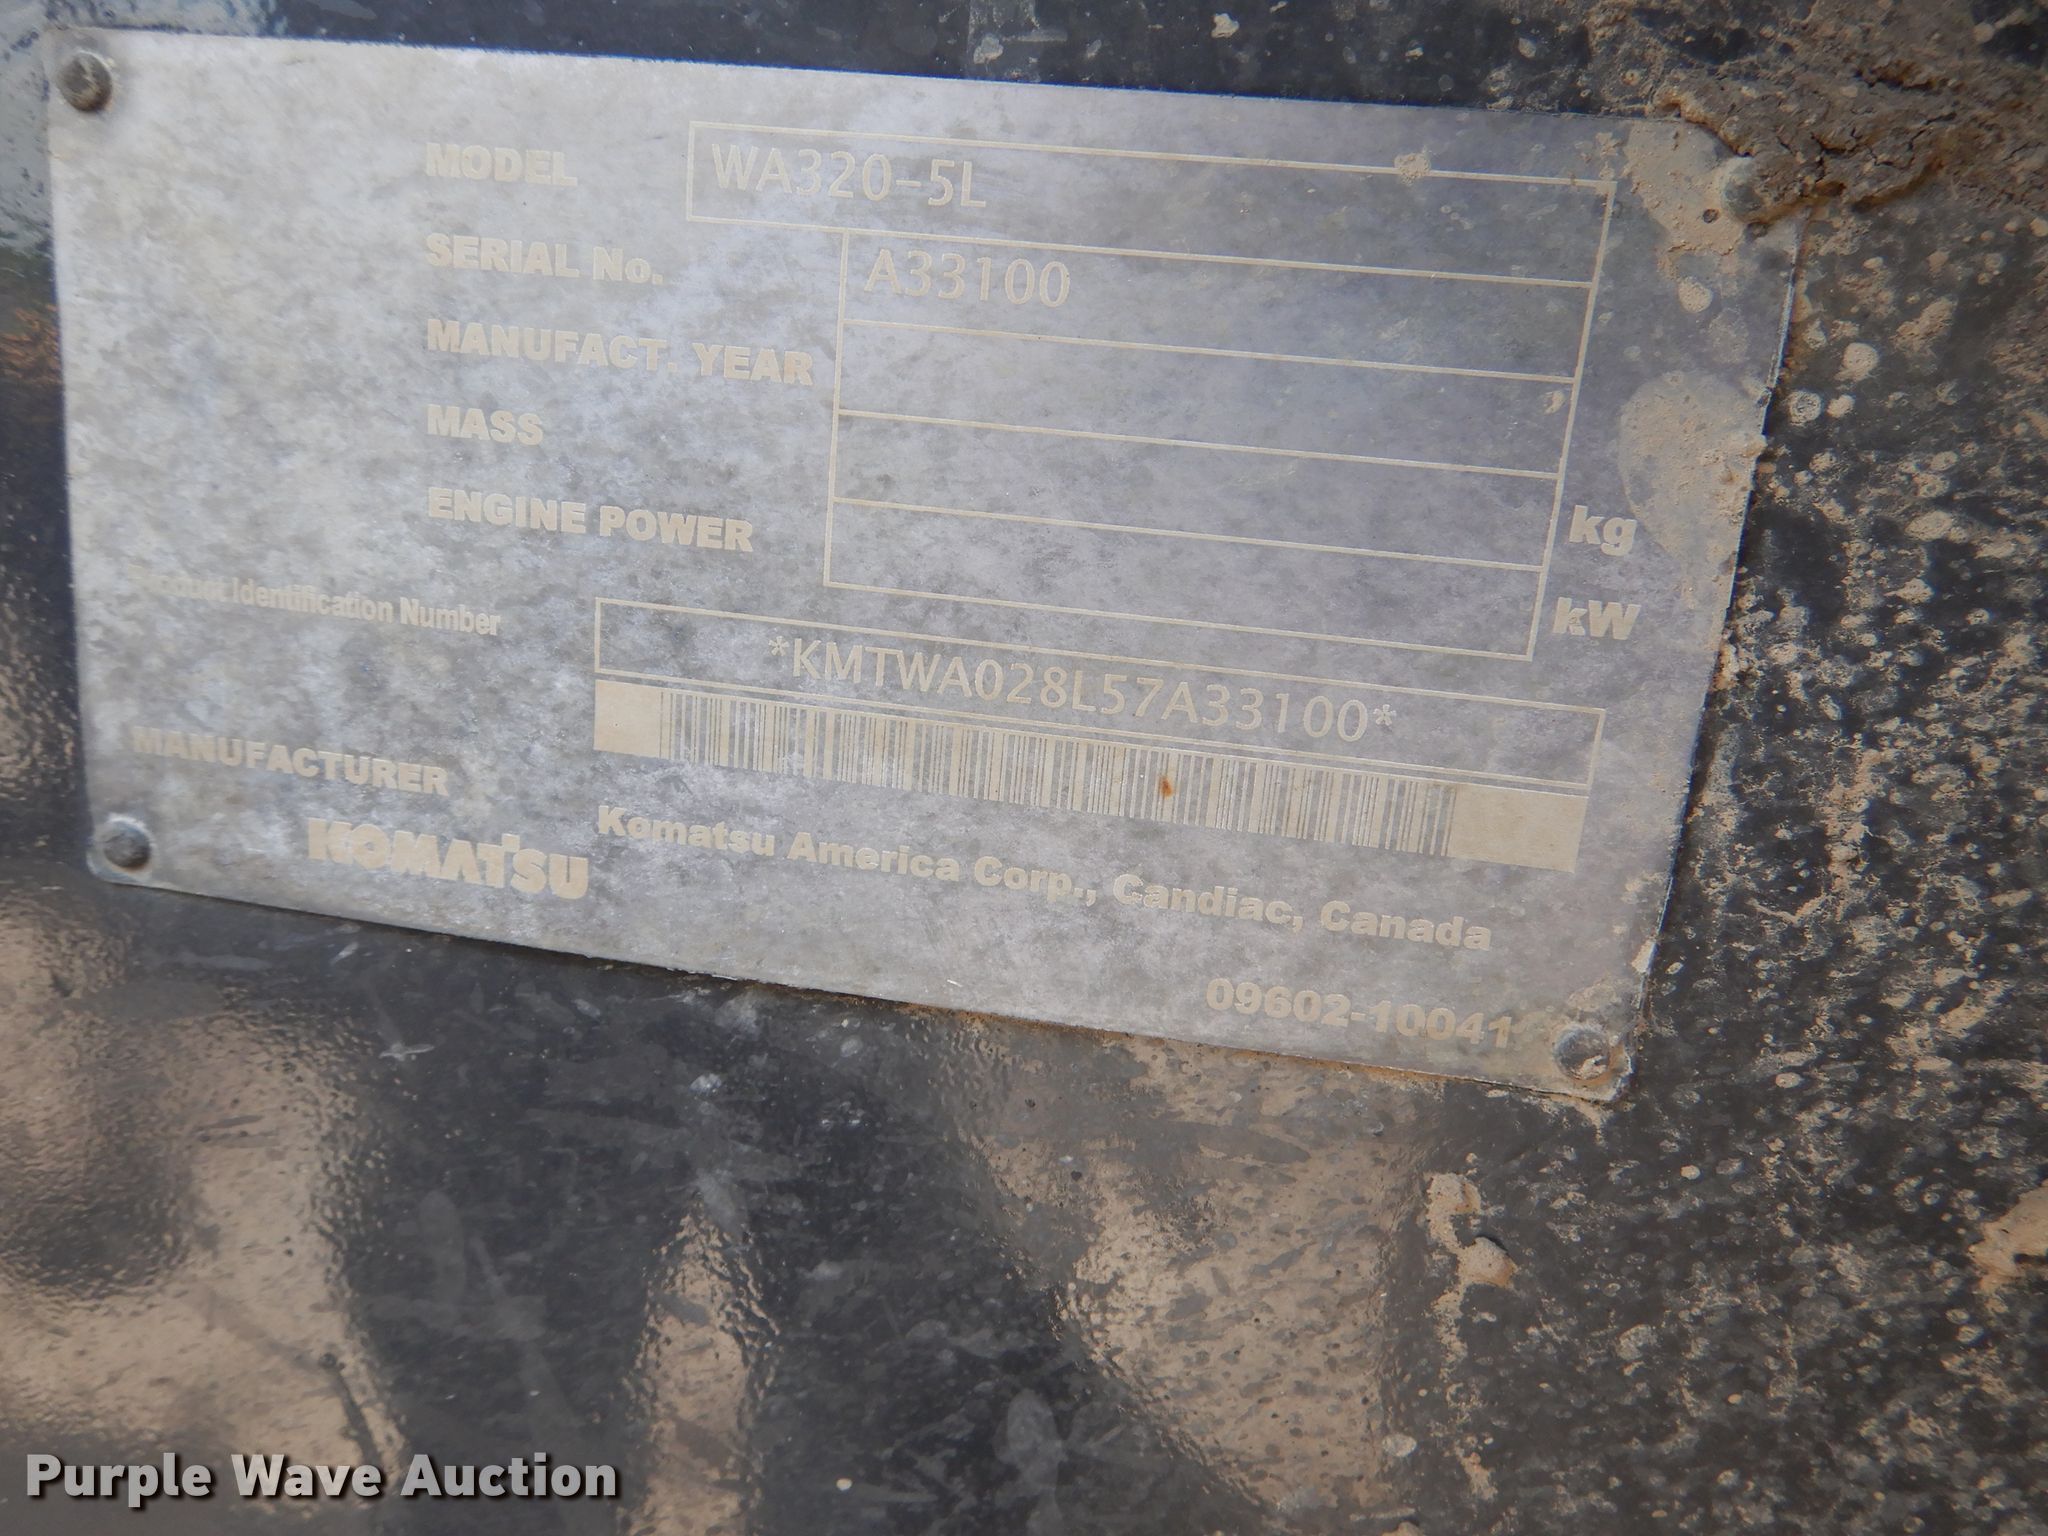 MODEL WA320-5L
SERIAL No. A33100
MANUFACT. YEAR
MASS kg
ENGINE POWER kW
Product Identification Number *KMTWA028L57A33100*
MANUFACTURER
KOMATSU Komatsu America Corp., Candiac, Canada
09602-10041
Purple Wave Auction